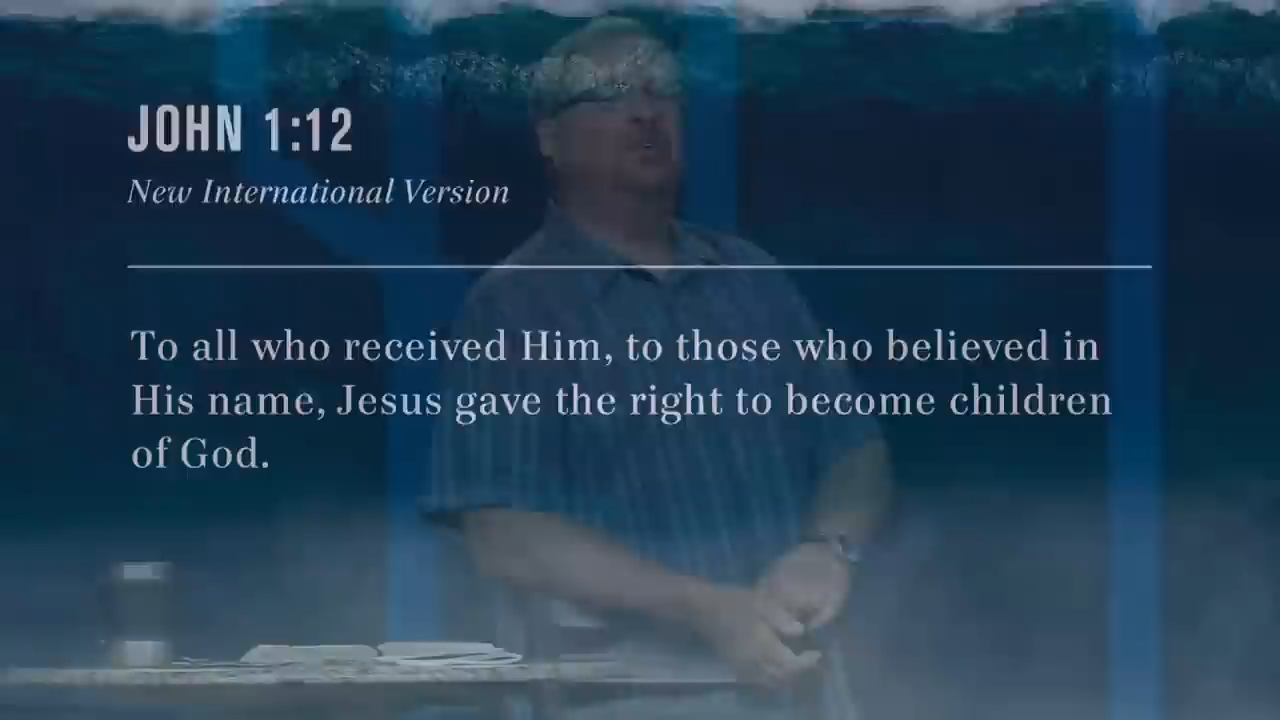 JOHN 1:12
New International Version
To all who received Him, to those who believed in
His name, Jesus gave the right to become children
of God.